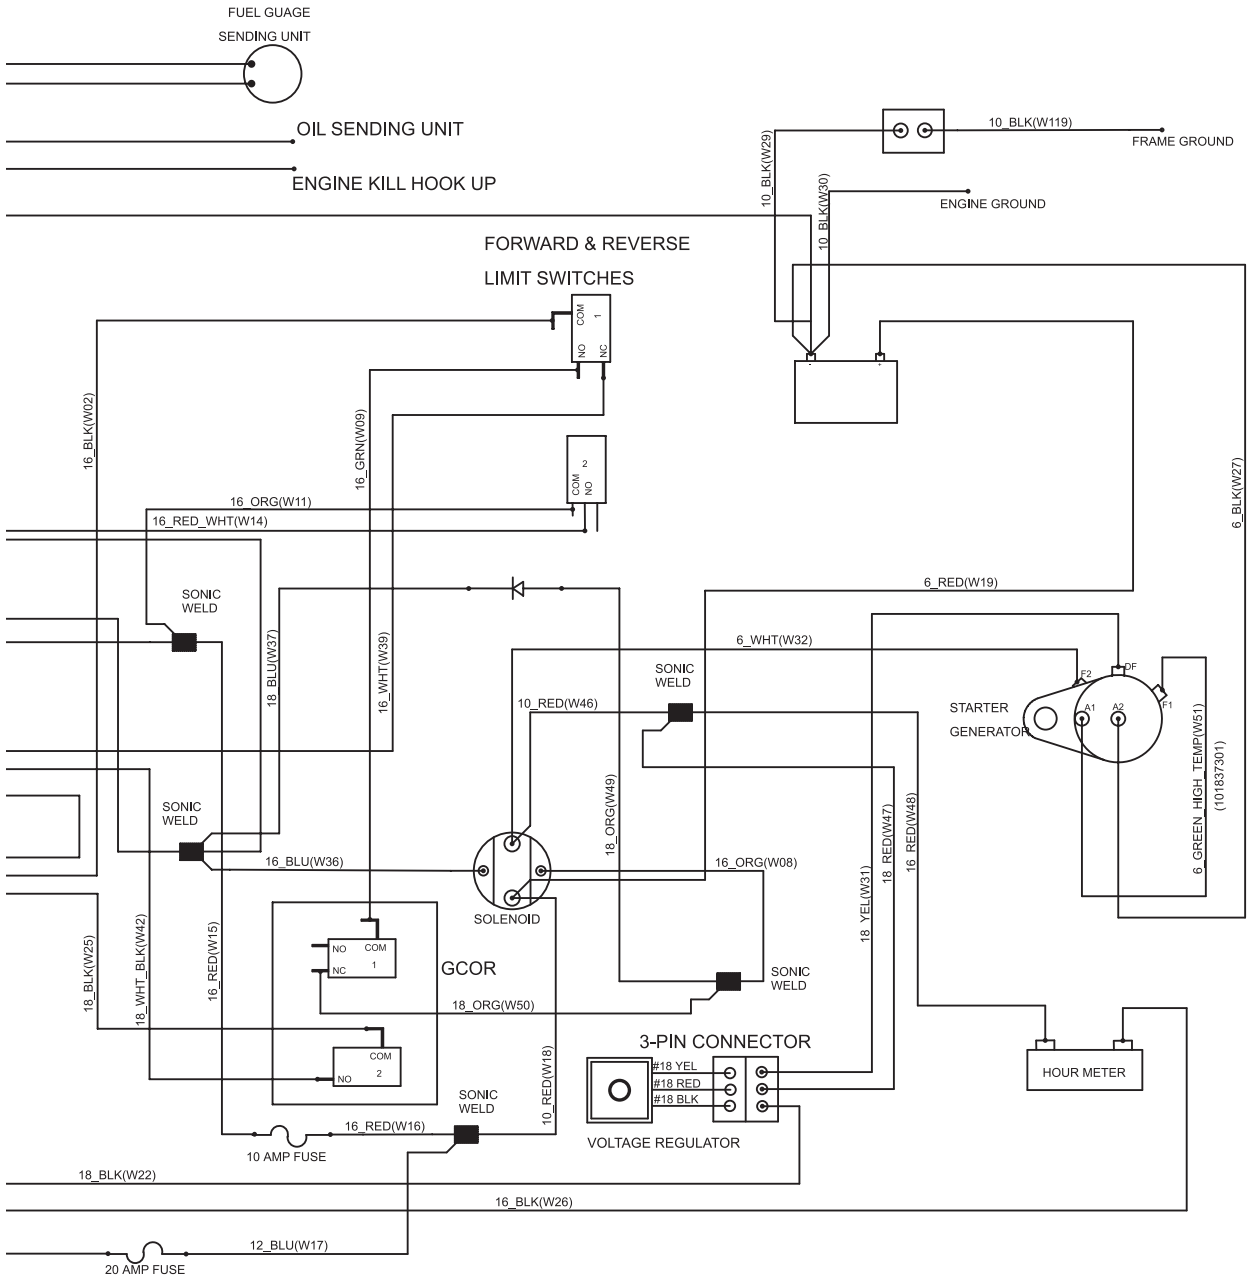 FUEL GUAGE
SENDING UNIT
OIL SENDING UNIT
ENGINE KILL HOOK UP
10_BLK(W119)
FRAME GROUND
10_BLK(W29)
10_BLK(W30)
ENGINE GROUND
FORWARD & REVERSE
LIMIT SWITCHES
COM
1
NO
NC
-
+
16_BLK(W02)
16_GRN(W09)
2
COM
NO
6_BLK(W27)
16_ORG(W11)
16_RED_WHT(W14)
6_RED(W19)
SONIC
WELD
18_BLU(W37)
16_WHT(W39)
6_WHT(W32)
SONIC
WELD
10_RED(W46)
F2
DF
F1
A1
A2
STARTER
GENERATOR
6_GREEN_HIGH_TEMP(W51)
(101837301)
SONIC
WELD
18_ORG(W49)
18_RED(W47)
16_RED(W48)
16_BLU(W36)
16_ORG(W08)
18_YEL(W31)
SOLENOID
18_BLK(W25)
18_WHT_BLK(W42)
16_RED(W15)
NO
COM
NC
1
GCOR
SONIC
WELD
18_ORG(W50)
COM
2
NO
3-PIN CONNECTOR
#18 YEL
#18 RED
#18 BLK
HOUR METER
10_RED(W18)
SONIC
WELD
16_RED(W16)
10 AMP FUSE
VOLTAGE REGULATOR
18_BLK(W22)
16_BLK(W26)
12_BLU(W17)
20 AMP FUSE